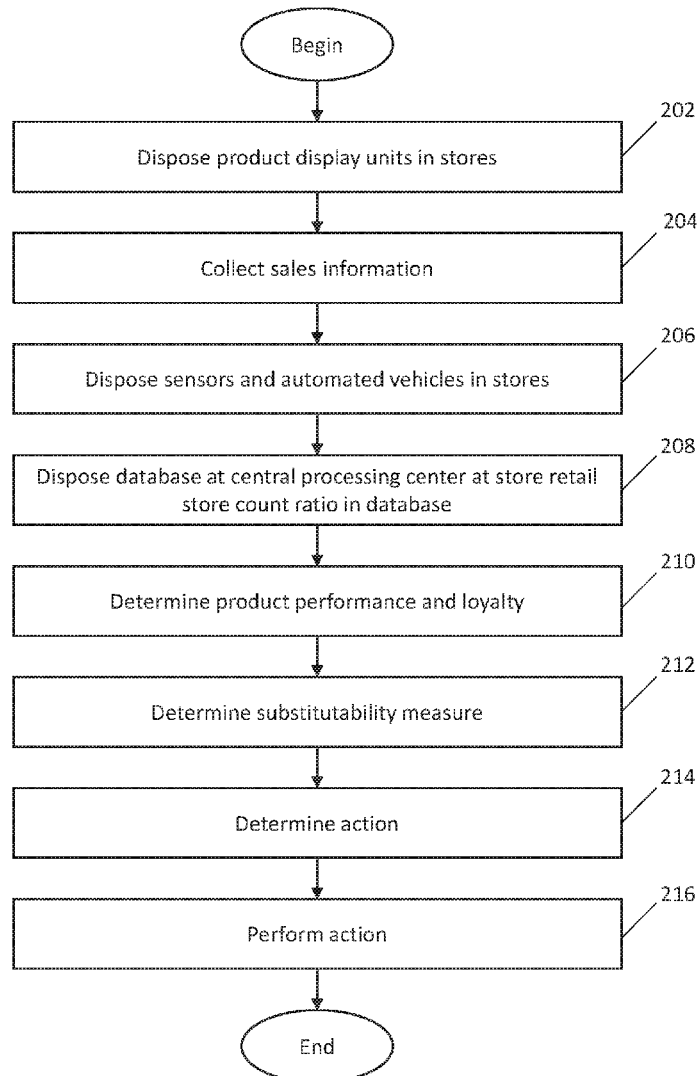 Begin
202
Dispose product display units in stores
204
Collect sales information
206
Dispose sensors and automated vehicles in stores
208
Dispose database at central processing center at store retail
store count ratio in database
210
Determine product performance and loyalty
212
Determine substitutability measure
214
Determine action
216
Perform action
End